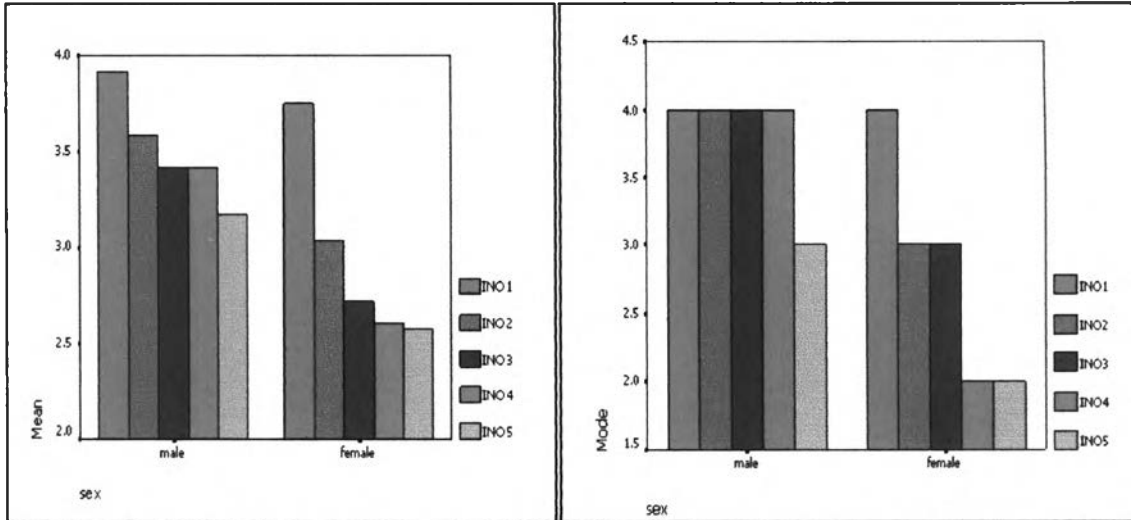 4.0
3.5
3.0
2.5
2.0
Mean
male
female
sex
INO1
INO2
INO3
INO4
INO5
4.5
4.0
3.5
3.0
2.5
2.0
1.5
Mode
male
female
sex
INO1
INO2
INO3
INO4
INO5